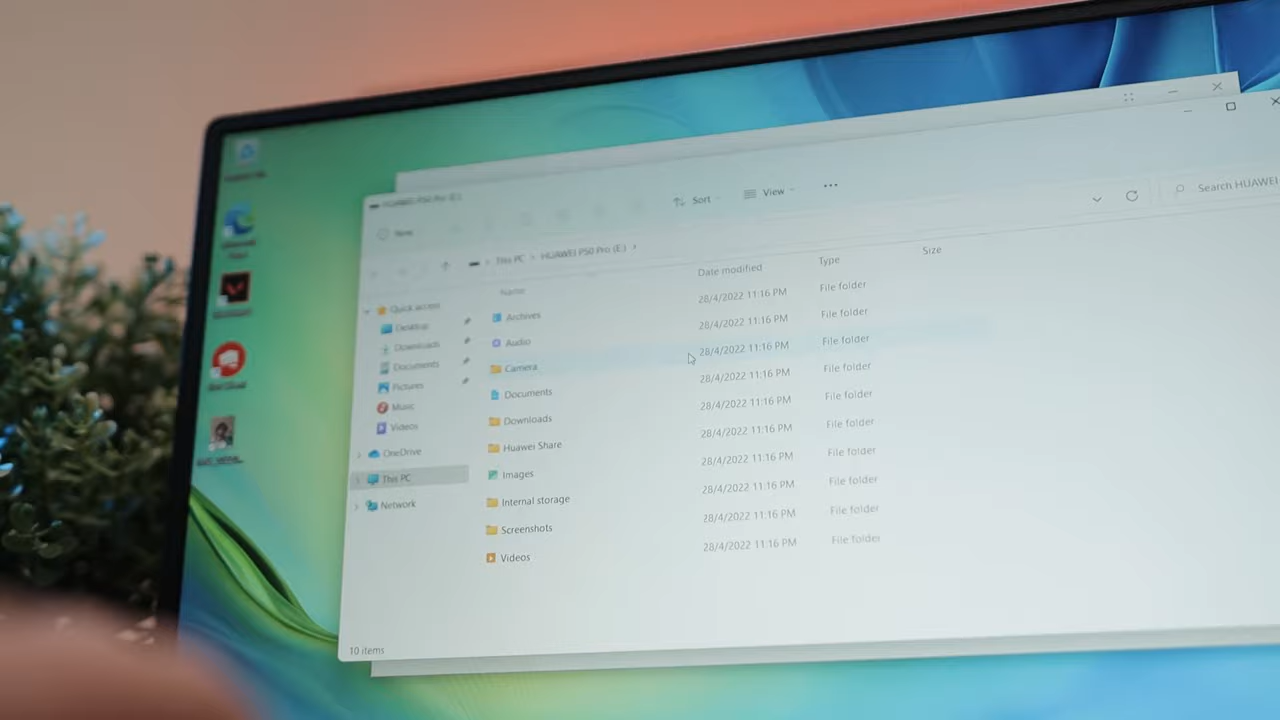 HUAWEI P50 Pro (E:)
New
Sort
View
This PC > HUAWEI P50 Pro (E:) >
Search HUAWEI
Name
Date modified
Type
Size
Quick access
Desktop
Downloads
Documents
Pictures
Music
Videos
OneDrive
This PC
Network
Archives 28/4/2022 11:16 PM File folder
Audio 28/4/2022 11:16 PM File folder
Camera 28/4/2022 11:16 PM File folder
Documents 28/4/2022 11:16 PM File folder
Downloads 28/4/2022 11:16 PM File folder
Huawei Share 28/4/2022 11:16 PM File folder
Images 28/4/2022 11:16 PM File folder
Internal storage 28/4/2022 11:16 PM File folder
Screenshots 28/4/2022 11:16 PM File folder
Videos 28/4/2022 11:16 PM File folder
10 items